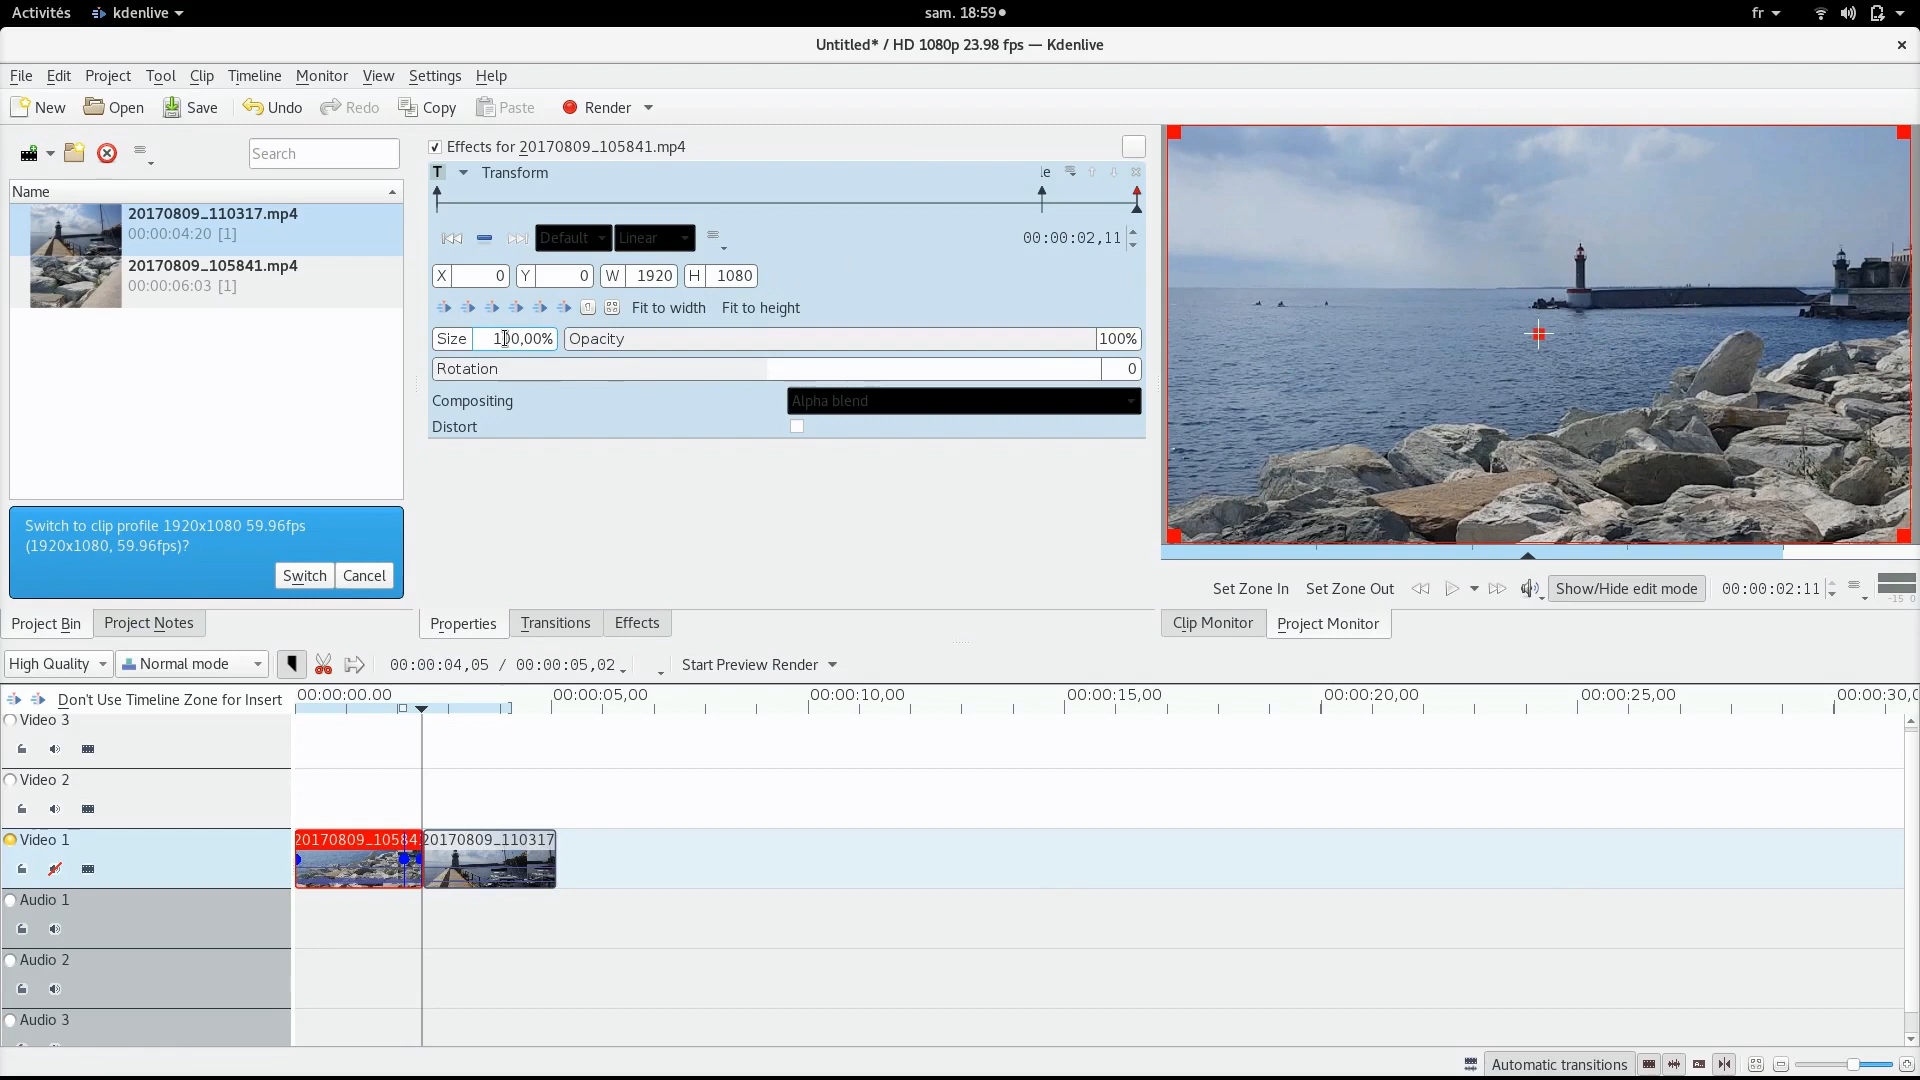 Activités kdenlive sam. 18:59 fr
Untitled* / HD 1080p 23.98 fps — Kdenlive
File Edit Project Tool Clip Timeline Monitor View Settings Help
New Open Save Undo Redo Copy Paste Render
Search
Effects for 20170809_105841.mp4
T Transform le
Name
20170809_110317.mp4
00:00:04:20 [1]
20170809_105841.mp4
00:00:06:03 [1]
Default Linear 00:00:02,11
X 0 Y 0 W 1920 H 1080
Fit to width Fit to height
Size 100,00% Opacity 100%
Rotation 0
Compositing Alpha blend
Distort
Switch to clip profile 1920x1080 59.96fps
(1920x1080, 59.96fps)?
Switch Cancel
Set Zone In Set Zone Out Show/Hide edit mode 00:00:02:11
-15 0
Project Bin Project Notes Properties Transitions Effects Clip Monitor Project Monitor
High Quality Normal mode 00:00:04,05 / 00:00:05,02 Start Preview Render
Don't Use Timeline Zone for Insert 00:00:00.00 00:00:05,00 00:00:10,00 00:00:15,00 00:00:20,00 00:00:25,00 00:00:30,0
Video 3
Video 2
Video 1
20170809_10584 20170809_110317
Audio 1
Audio 2
Audio 3
Automatic transitions